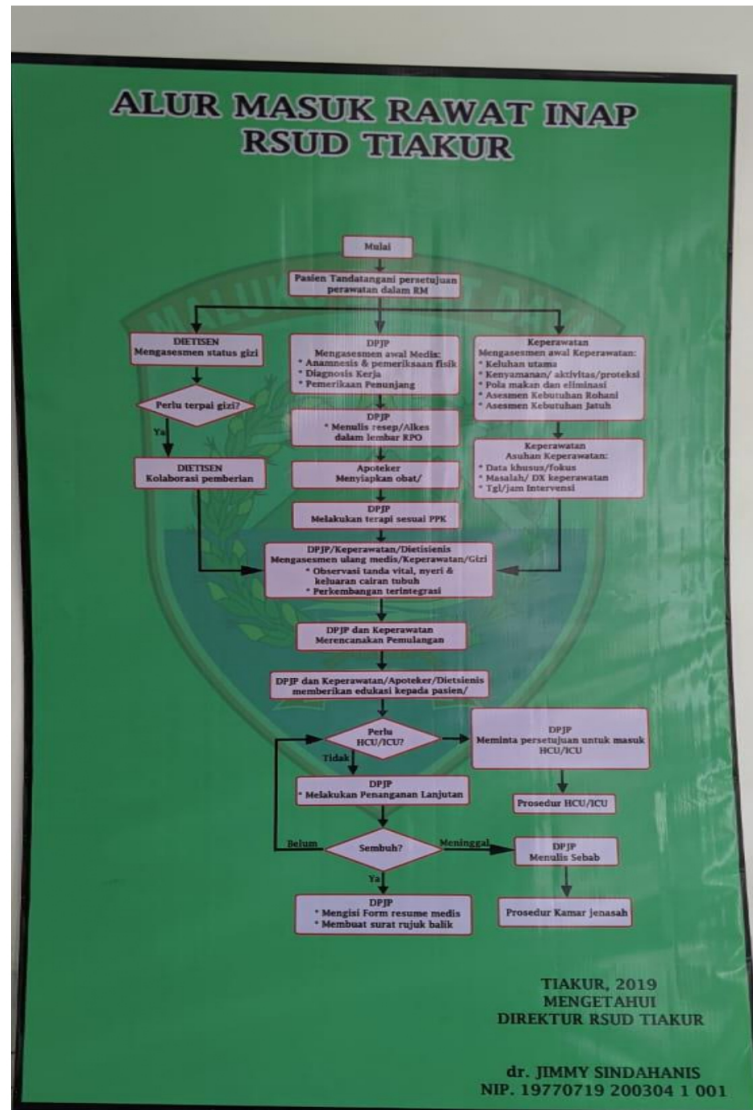 ALUR MASUK RAWAT INAP
RSUD TIAKUR
Mulai
Pasien Tandatangani persetujuan
perawatan dalam RM
DIETISEN
Mengasesmen status gizi
Perlu terpai gizi?
Ya
DIETISEN
Kolaborasi pemberian
DPJP
Mengasesmen awal Medis:
* Anamnesis & pemeriksaan fisik
* Diagnosis Kerja
* Pemerikaan Penunjang
DPJP
* Menulis resep/Alkes
dalam lembar RPO
Apoteker
Menyiapkan obat/
DPJP
Melakukan terapi sesuai PPK
Keperawatan
Mengasesmen awal Keperawatan:
* Keluhan utama
* Kenyamanan/ aktivitas/proteksi
* Pola makan dan eliminasi
* Asesmen Kebutuhan Rohani
* Asesmen Kebutuhan Jatuh
Keperawatan
Asuhan Keperawatan:
* Data khusus/fokus
* Masalah/ DX keperawatan
* Tgl/jam Intervensi
DPJP/Keperawatan/Dietisienis
Mengasesmen ulang medis/Keperawatan/Gizi
* Observasi tanda vital, nyeri &
keluaran cairan tubuh
* Perkembangan terintegrasi
DPJP dan Keperawatan
Merencanakan Pemulangan
DPJP dan Keperawatan/Apoteker/Dietsienis
memberikan edukasi kepada pasien/
Perlu
HCU/ICU?
DPJP
Meminta persetujuan untuk masuk
HCU/ICU
Prosedur HCU/ICU
Tidak
DPJP
* Melakukan Penanganan Lanjutan
Belum
Sembuh?
Meninggal
DPJP
Menulis Sebab
Prosedur Kamar jenasah
Ya
DPJP
* Mengisi Form resume medis
* Membuat surat rujuk balik
TIAKUR, 2019
MENGETAHUI
DIREKTUR RSUD TIAKUR
dr. JIMMY SINDAHANIS
NIP. 19770719 200304 1 001